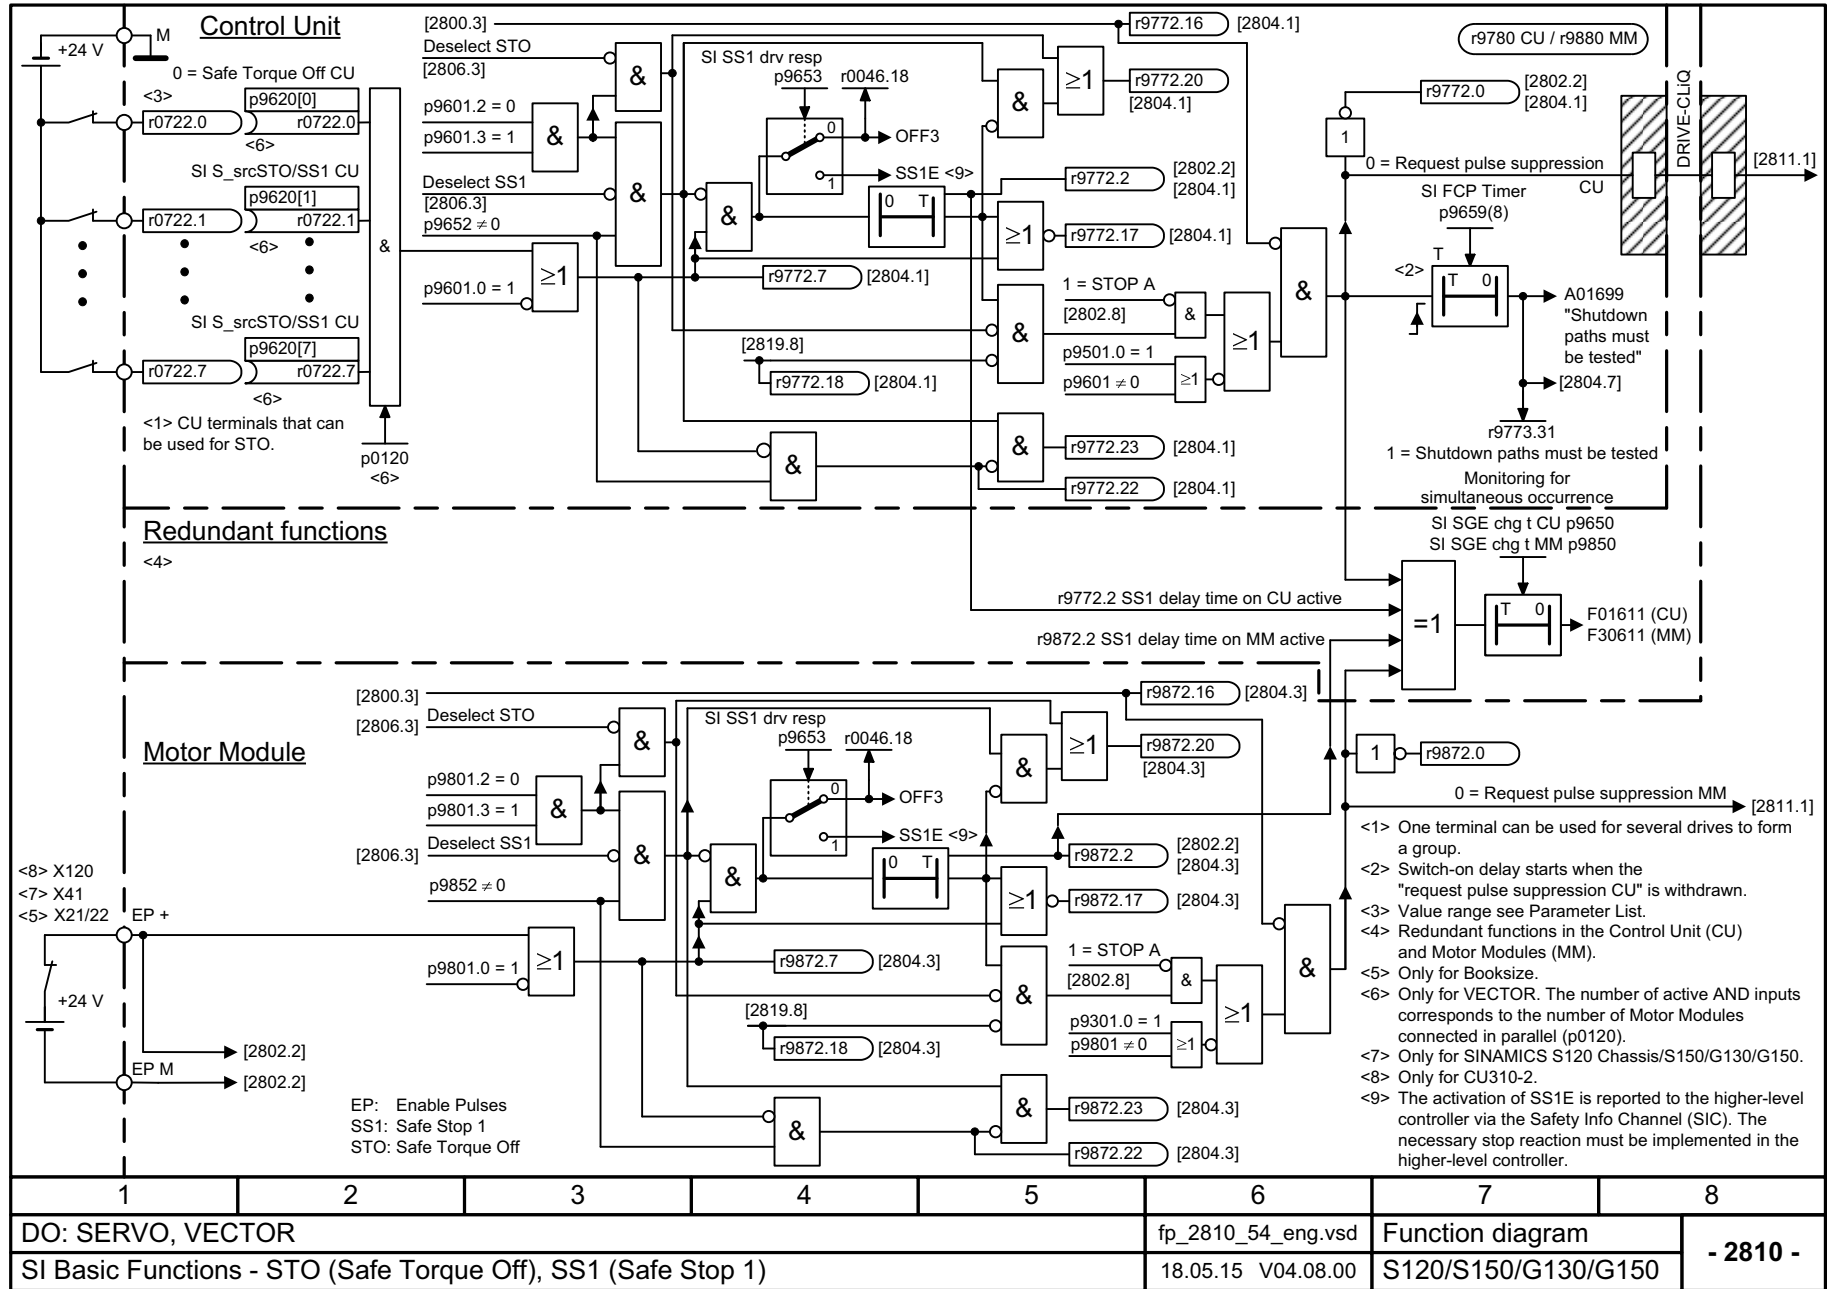 Control Unit
+24 V
M
0 = Safe Torque Off CU
<3>
p9620[0]
r0722.0
r0722.0
<6>
SI S_srcSTO/SS1 CU
p9620[1]
r0722.1
r0722.1
<6>
SI S_srcSTO/SS1 CU
p9620[7]
r0722.7
r0722.7
<6>
<1> CU terminals that can
be used for STO.
&
p0120
<6>
[2800.3]
Deselect STO
[2806.3]
p9601.2 = 0
p9601.3 = 1
Deselect SS1
[2806.3]
p9652 ≠ 0
p9601.0 = 1
&
&
&
≥1
&
SI SS1 drv resp
p9653
r0046.18
0
1
OFF3
SS1E <9>
0 T
r9772.7
[2804.1]
[2819.8]
r9772.18
[2804.1]
&
&
≥1
&
&
≥1
r9772.16
[2804.1]
r9772.20
[2804.1]
r9772.2
[2802.2]
[2804.1]
r9772.17
[2804.1]
1 = STOP A
[2802.8]
p9501.0 = 1
p9601 ≠ 0
&
≥1
≥1
&
r9772.23
[2804.1]
r9772.22
[2804.1]
r9780 CU / r9880 MM
r9772.0
[2802.2]
[2804.1]
1
0 = Request pulse suppression
CU
DRIVE-CLiQ
[2811.1]
SI FCP Timer
p9659(8)
T
<2>
T 0
A01699
"Shutdown
paths must
be tested"
[2804.7]
r9773.31
1 = Shutdown paths must be tested
Monitoring for
simultaneous occurrence
Redundant functions
<4>
SI SGE chg t CU p9650
SI SGE chg t MM p9850
r9772.2 SS1 delay time on CU active
r9872.2 SS1 delay time on MM active
=1
T 0
F01611 (CU)
F30611 (MM)
Motor Module
[2800.3]
[2806.3]
Deselect STO
p9801.2 = 0
p9801.3 = 1
[2806.3]
Deselect SS1
p9852 ≠ 0
p9801.0 = 1
&
&
&
≥1
&
SI SS1 drv resp
p9653
r0046.18
0
1
OFF3
SS1E <9>
0 T
r9872.7
[2804.3]
[2819.8]
r9872.18
[2804.3]
&
&
≥1
&
&
≥1
r9872.16
[2804.3]
r9872.20
[2804.3]
r9872.2
[2802.2]
[2804.3]
r9872.17
[2804.3]
1 = STOP A
[2802.8]
p9301.0 = 1
p9801 ≠ 0
&
≥1
≥1
&
r9872.23
[2804.3]
r9872.22
[2804.3]
1
r9872.0
0 = Request pulse suppression MM
[2811.1]
<8> X120
<7> X41
<5> X21/22
EP +
+24 V
EP M
[2802.2]
[2802.2]
EP: Enable Pulses
SS1: Safe Stop 1
STO: Safe Torque Off
<1> One terminal can be used for several drives to form
a group.
<2> Switch-on delay starts when the
"request pulse suppression CU" is withdrawn.
<3> Value range see Parameter List.
<4> Redundant functions in the Control Unit (CU)
and Motor Modules (MM).
<5> Only for Booksize.
<6> Only for VECTOR. The number of active AND inputs
corresponds to the number of Motor Modules
connected in parallel (p0120).
<7> Only for SINAMICS S120 Chassis/S150/G130/G150.
<8> Only for CU310-2.
<9> The activation of SS1E is reported to the higher-level
controller via the Safety Info Channel (SIC). The
necessary stop reaction must be implemented in the
higher-level controller.
1 2 3 4 5 6 7 8
DO: SERVO, VECTOR
fp_2810_54_eng.vsd
Function diagram
- 2810 -
SI Basic Functions - STO (Safe Torque Off), SS1 (Safe Stop 1)
18.05.15 V04.08.00
S120/S150/G130/G150